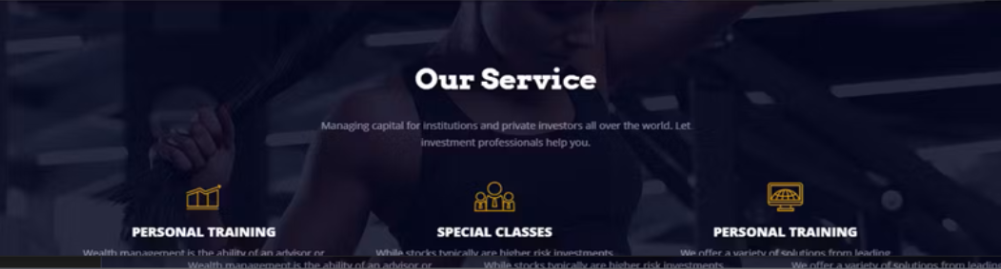 Our Service
Managing capital for institutions and private investors all over the world. Let
investment professionals help you.
PERSONAL TRAINING
SPECIAL CLASSES
PERSONAL TRAINING
Wealth management is the ability of an advisor or
While stocks typically are higher risk investments,
We offer a variety of solutions from leading
Wealth management is the ability of an advisor or
While stocks typically are higher risk investments,
We offer a variety of solutions from leading